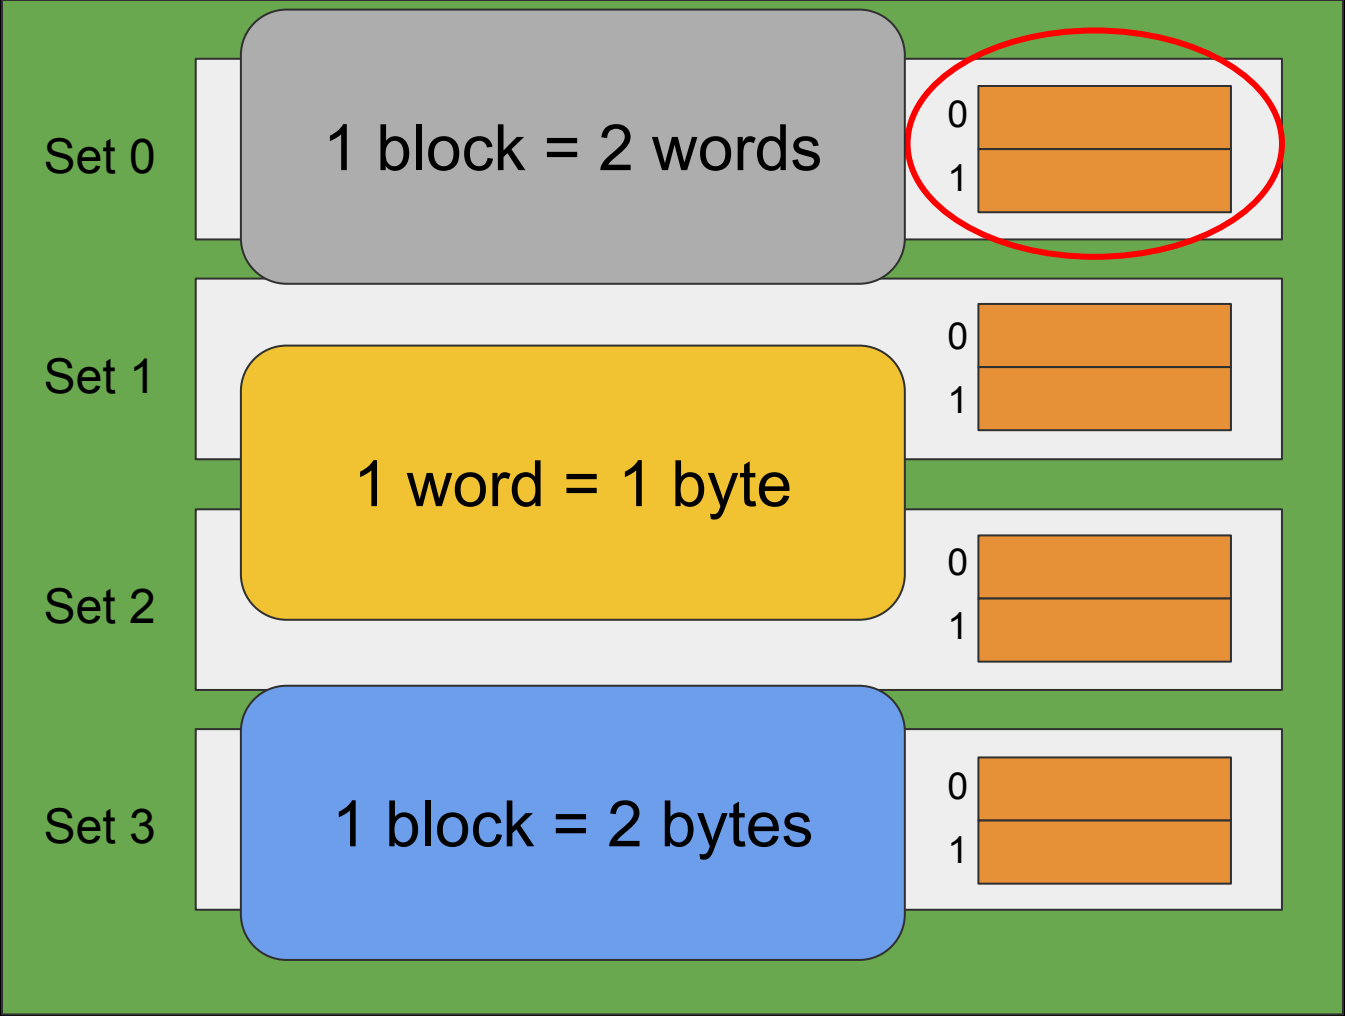 Set 0
1 block = 2 words
0
1
Set 1
0
1
1 word = 1 byte
Set 2
0
1
Set 3
1 block = 2 bytes
0
1